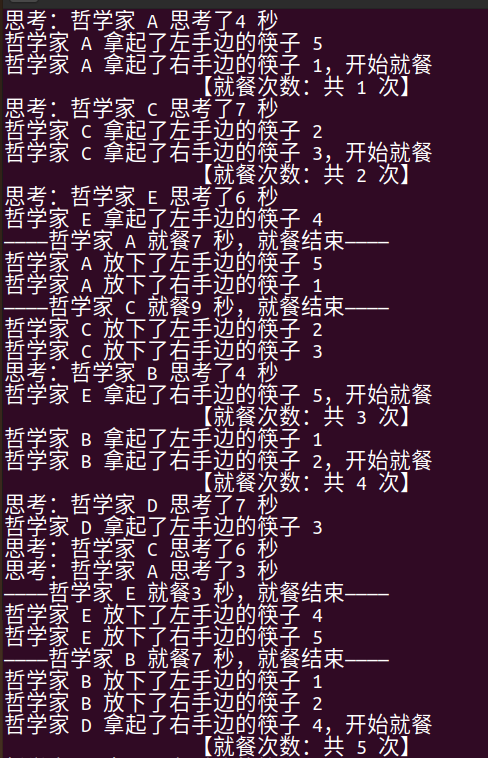 思考: 哲学家 A 思考了4 秒
哲学家 A 拿起了左手边的筷子 5
哲学家 A 拿起了右手边的筷子 1，开始就餐
【就餐次数: 共 1 次】
思考: 哲学家 C 思考了7 秒
哲学家 C 拿起了左手边的筷子 2
哲学家 C 拿起了右手边的筷子 3，开始就餐
【就餐次数: 共 2 次】
思考: 哲学家 E 思考了6 秒
哲学家 E 拿起了左手边的筷子 4
————哲学家 A 就餐7 秒，就餐结束————
哲学家 A 放下了左手边的筷子 5
哲学家 A 放下了右手边的筷子 1
————哲学家 C 就餐9 秒，就餐结束————
哲学家 C 放下了左手边的筷子 2
哲学家 C 放下了右手边的筷子 3
思考: 哲学家 B 思考了4 秒
哲学家 E 拿起了右手边的筷子 5，开始就餐
【就餐次数: 共 3 次】
哲学家 B 拿起了左手边的筷子 1
哲学家 B 拿起了右手边的筷子 2，开始就餐
【就餐次数: 共 4 次】
思考: 哲学家 D 思考了7 秒
哲学家 D 拿起了左手边的筷子 3
思考: 哲学家 C 思考了6 秒
思考: 哲学家 A 思考了3 秒
————哲学家 E 就餐3 秒，就餐结束————
哲学家 E 放下了左手边的筷子 4
哲学家 E 放下了右手边的筷子 5
————哲学家 B 就餐7 秒，就餐结束————
哲学家 B 放下了左手边的筷子 1
哲学家 B 放下了右手边的筷子 2
哲学家 D 拿起了右手边的筷子 4，开始就餐
【就餐次数: 共 5 次】